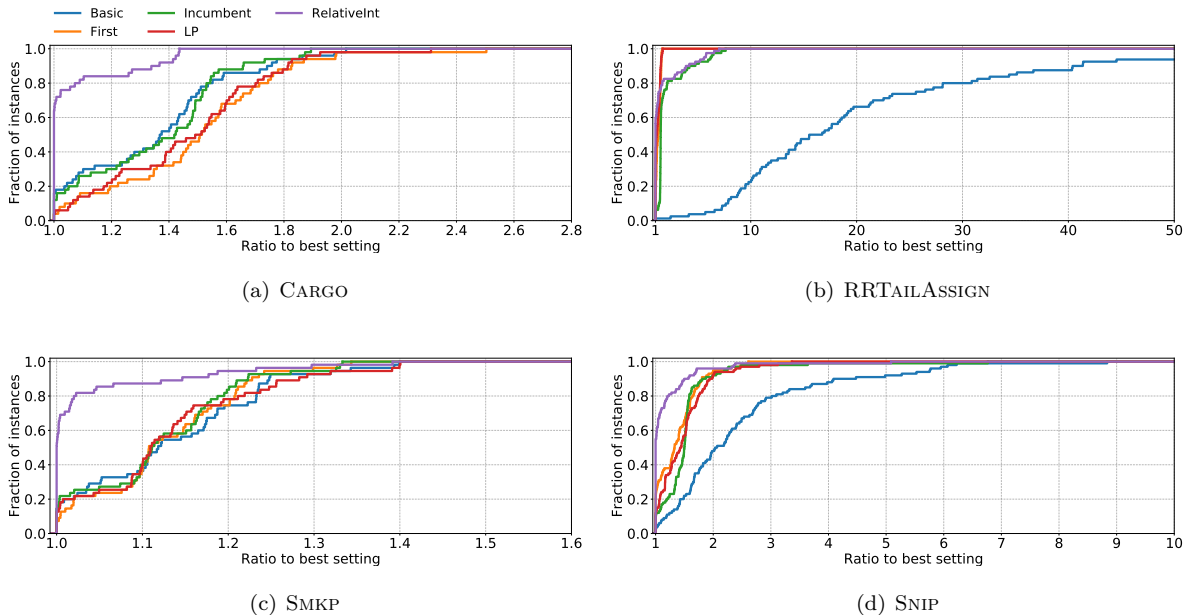 Basic Incumbent RelativeInt
First LP
1.0
0.8
0.6
0.4
0.2
0.0
Fraction of instances
1.0 1.2 1.4 1.6 1.8 2.0 2.2 2.4 2.6 2.8
Ratio to best setting
(a) CARGO
1.0
0.8
0.6
0.4
0.2
0.0
Fraction of instances
1 10 20 30 40 50
Ratio to best setting
(b) RRTAILASSIGN
1.0
0.8
0.6
0.4
0.2
0.0
Fraction of instances
1.0 1.1 1.2 1.3 1.4 1.5 1.6
Ratio to best setting
(c) SMKP
1.0
0.8
0.6
0.4
0.2
0.0
Fraction of instances
1 2 3 4 5 6 7 8 9 10
Ratio to best setting
(d) SNIP